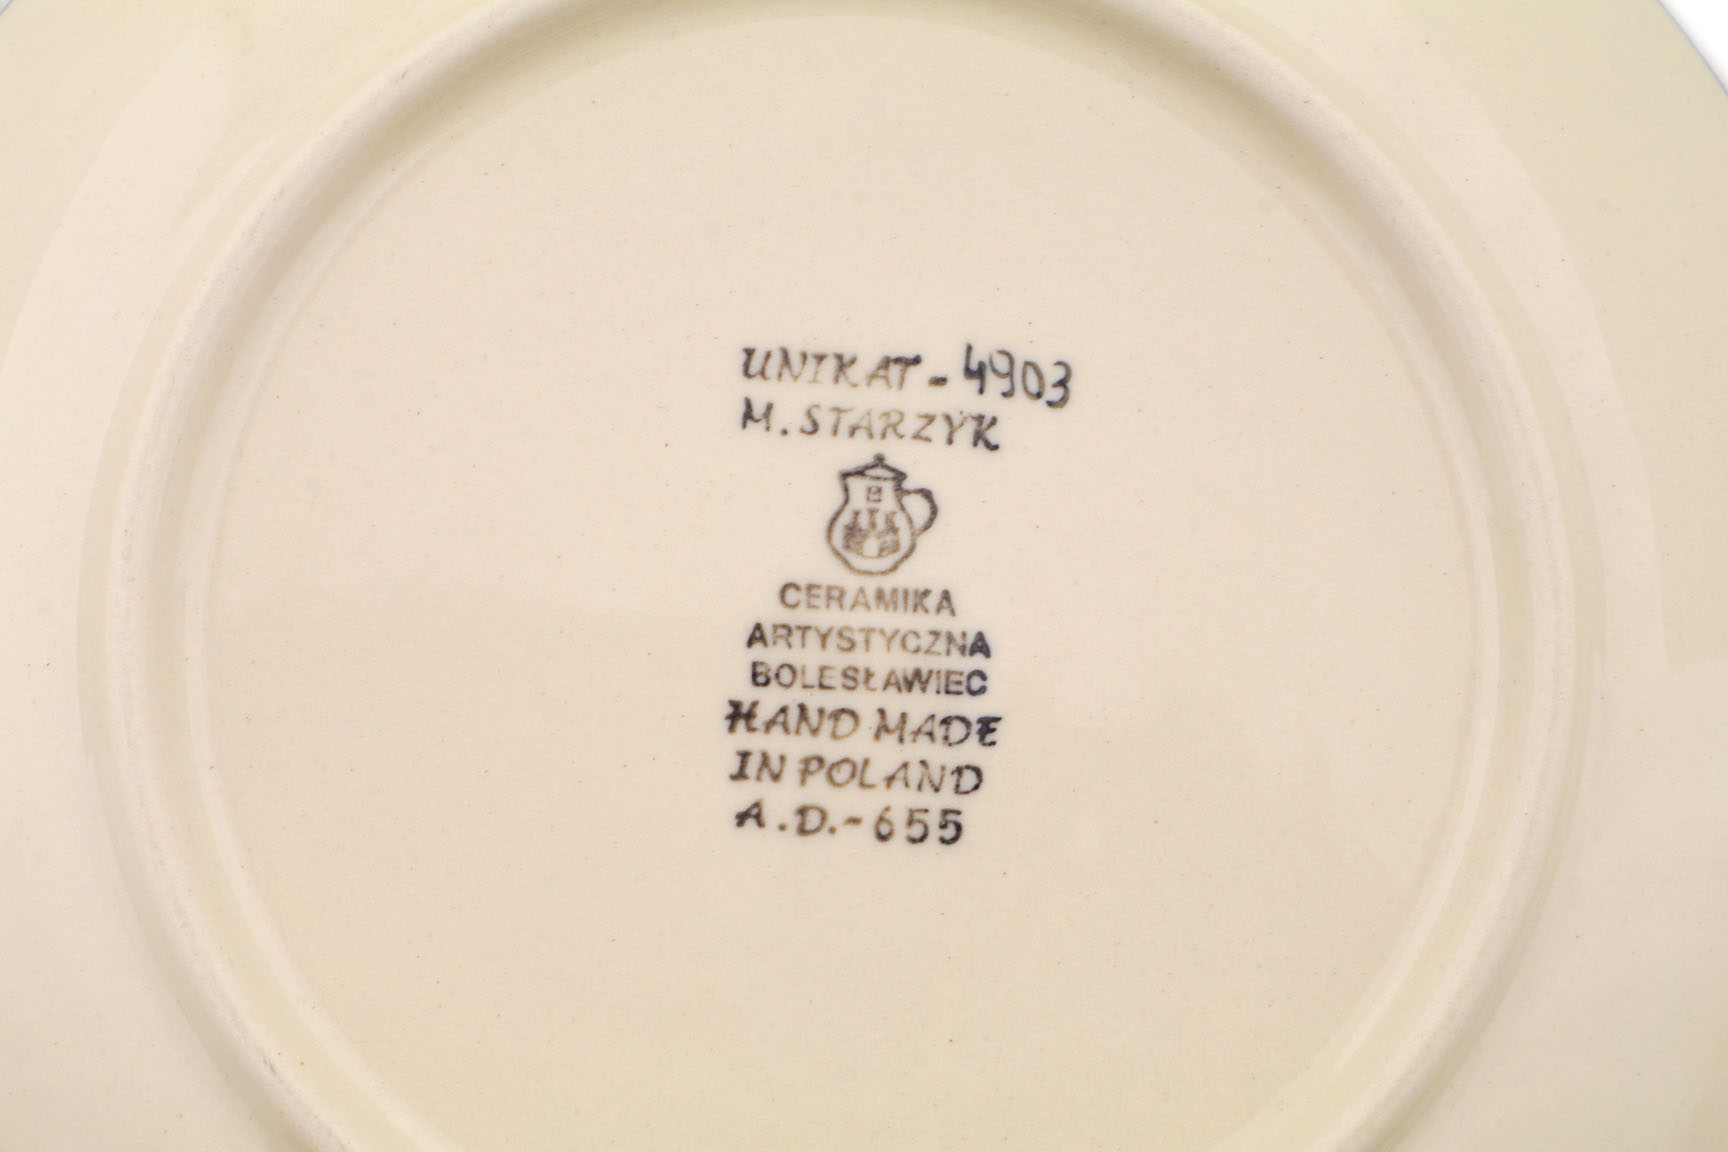 UNIKAT - 4903
M. STARZYK
B
CERAMIKA
ARTYSTYCZNA
BOLESŁAWIEC
HAND MADE
IN POLAND
A.D.-655